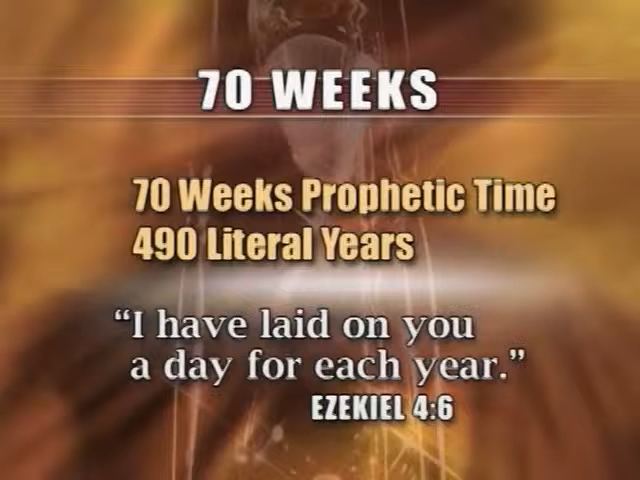 70 WEEKS
70 Weeks Prophetic Time
490 Literal Years
“I have laid on you
a day for each year.”
EZEKIEL 4:6